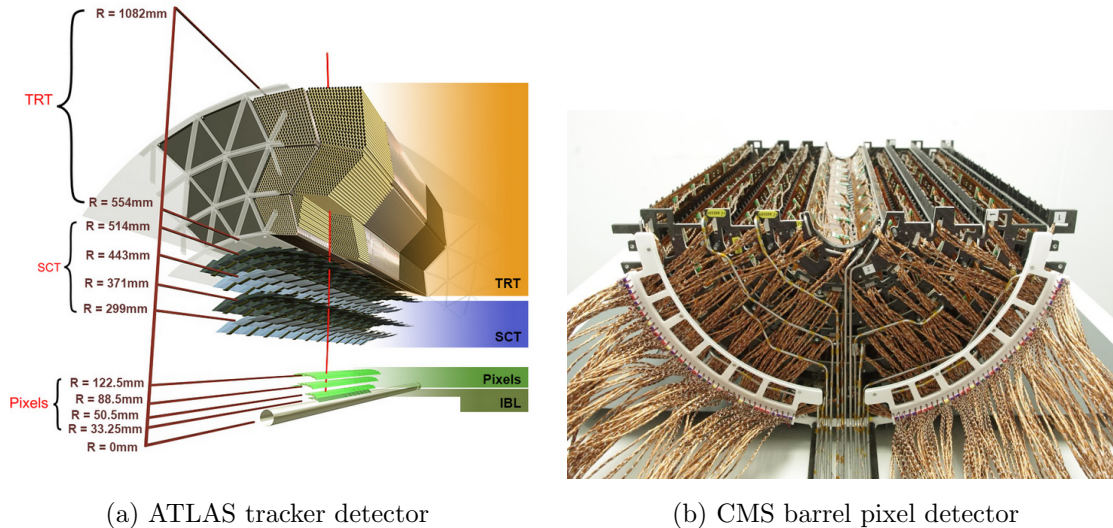 R = 1082mm
TRT
R = 554mm
R = 514mm
R = 443mm
SCT
R = 371mm
R = 299mm
TRT
SCT
Pixels
IBL
R = 122.5mm
R = 88.5mm
Pixels
R = 50.5mm
R = 33.25mm
R = 0mm
(a) ATLAS tracker detector
(b) CMS barrel pixel detector